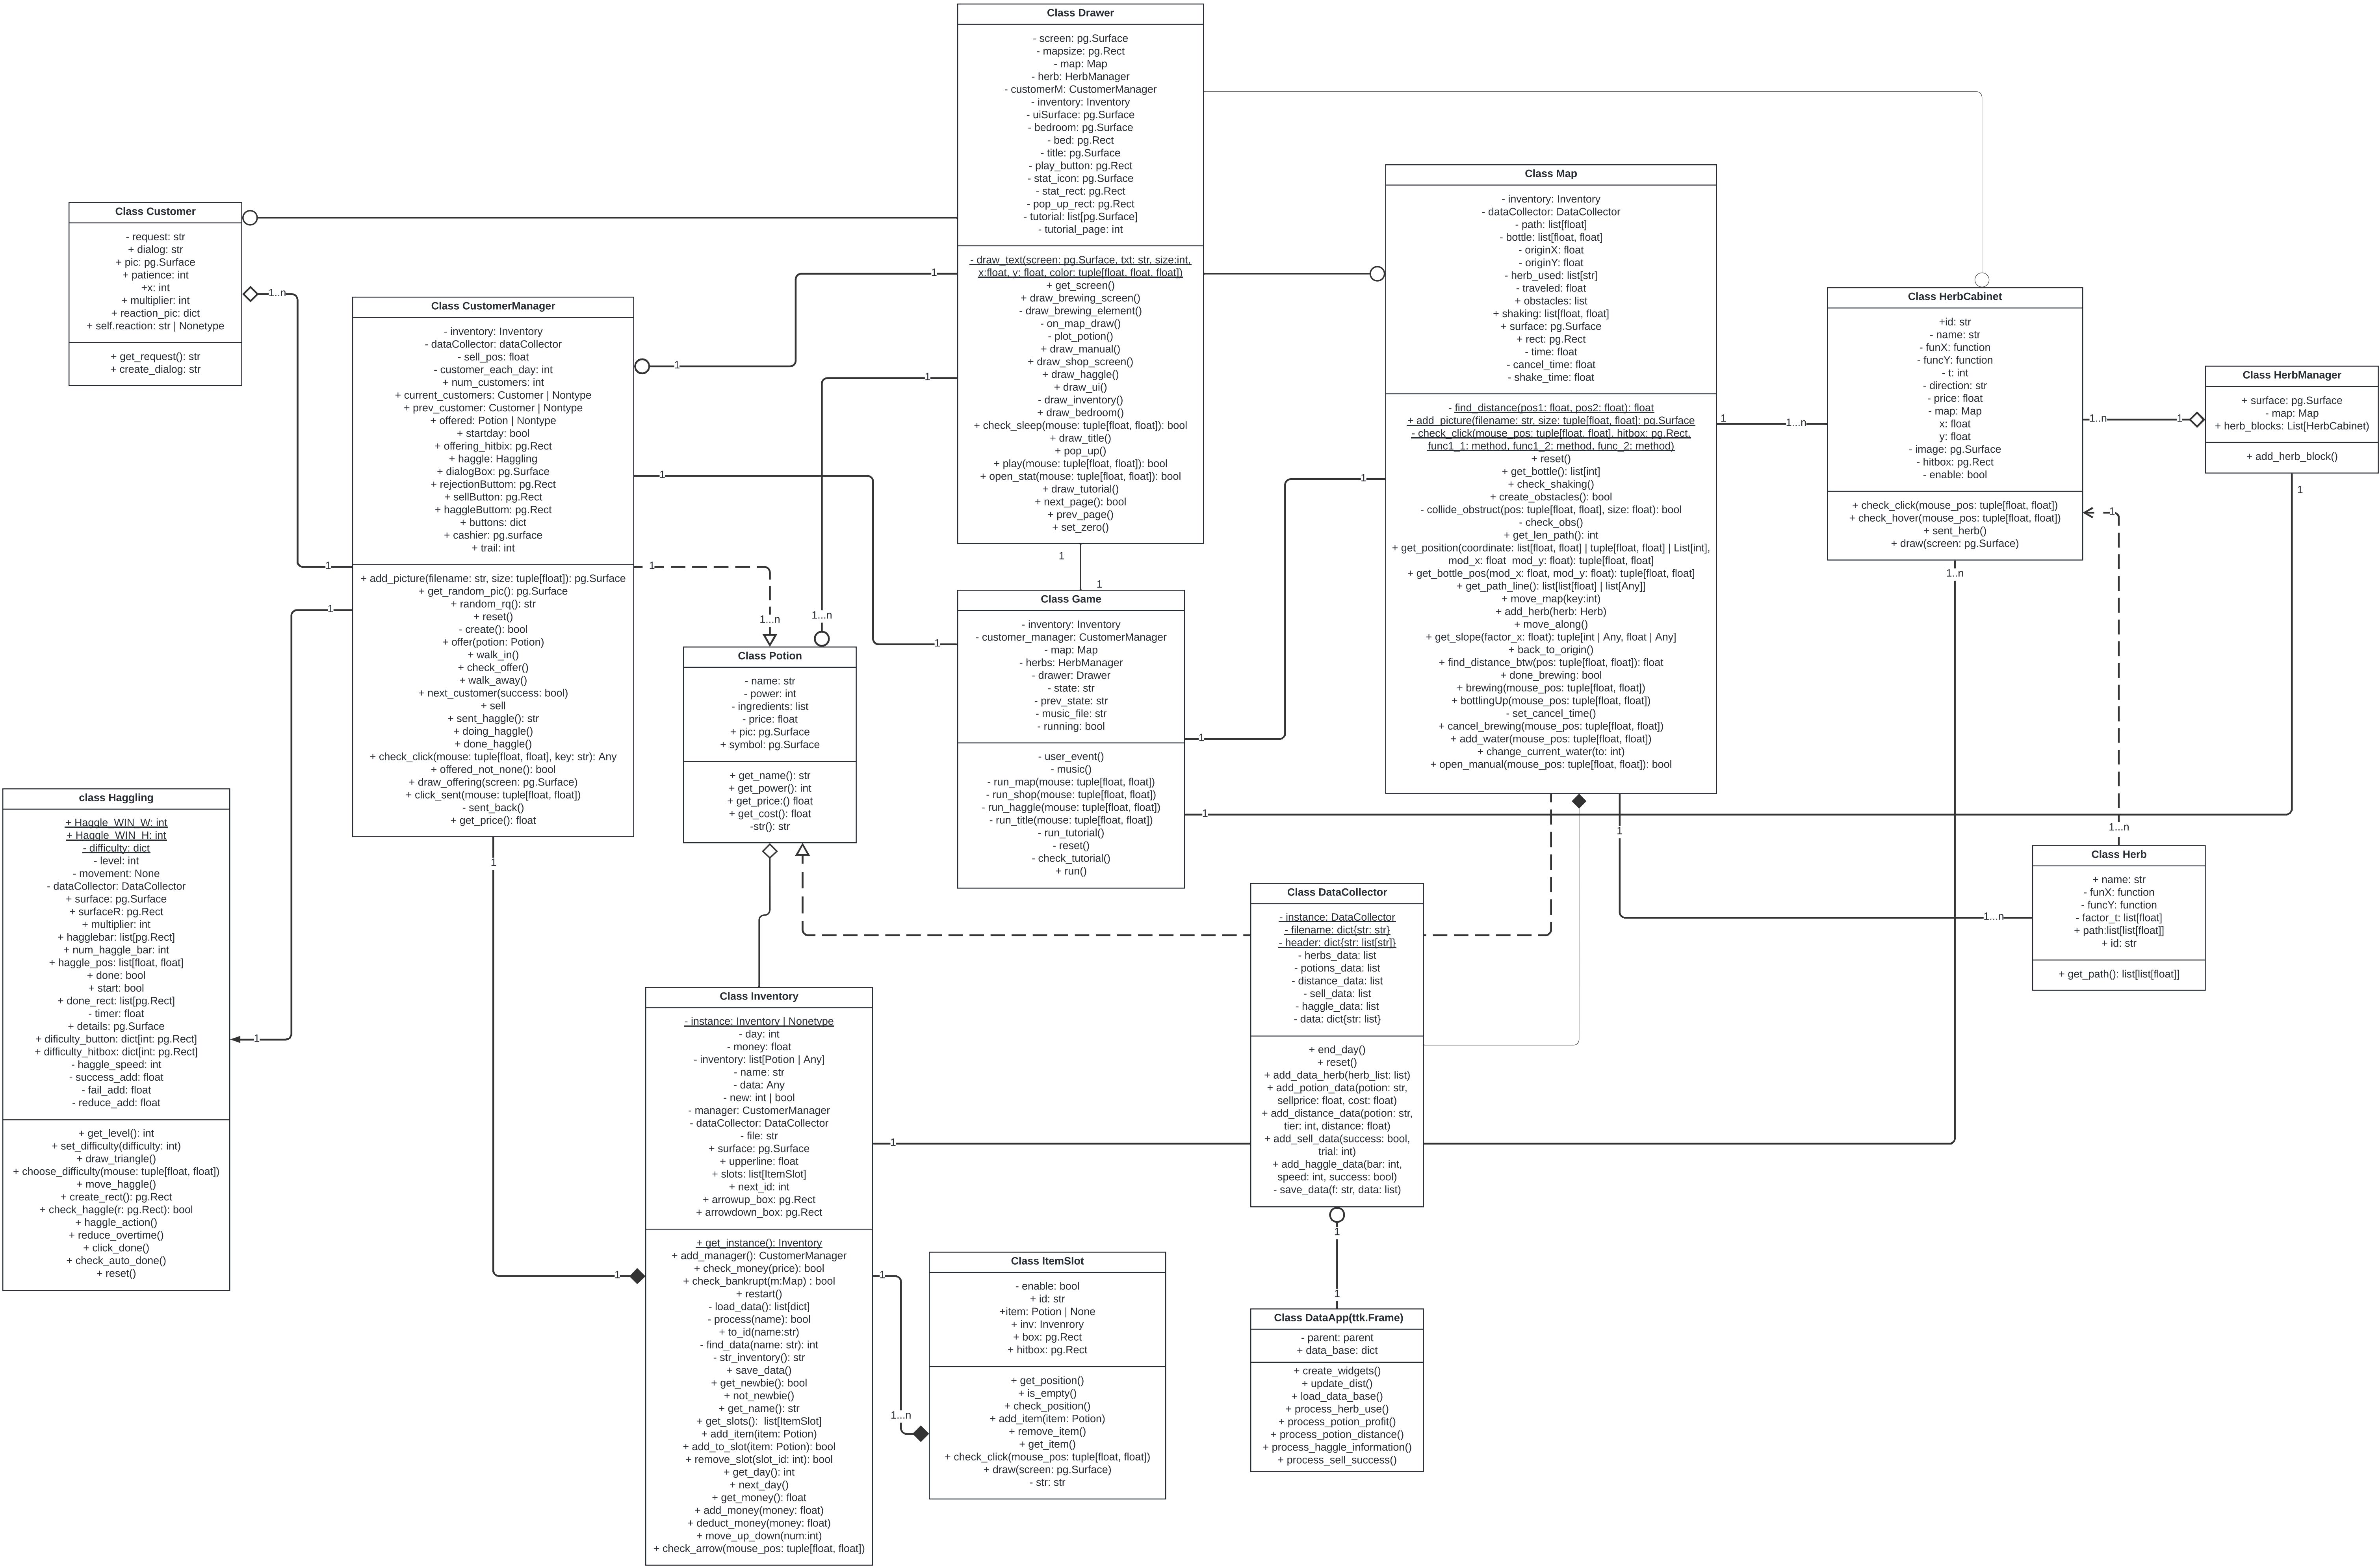 Class Drawer
- screen: pg.Surface
- mapsize: pg.Rect
- map: Map
- herb: HerbManager
- customerM: CustomerManager
- inventory: Inventory
- uiSurface: pg.Surface
- bedroom: pg.Surface
- bed: pg.Rect
- title: pg.Surface
- play_button: pg.Rect
- stat_icon: pg.Surface
- stat_rect: pg.Rect
- pop_up_rect: pg.Rect
- tutorial: list[pg.Surface]
- tutorial_page: int
- draw_text(screen: pg.Surface, txt: str, size:int,
x:float, y: float, color: tuple[float, float, float])
+ get_screen()
+ draw_brewing_screen()
- draw_brewing_element()
- on_map_draw()
- plot_potion()
+ draw_manual()
+ draw_shop_screen()
+ draw_haggle()
+ draw_ui()
- draw_inventory()
+ draw_bedroom()
+ check_sleep(mouse: tuple[float, float]): bool
+ draw_title()
+ pop_up()
+ play(mouse: tuple[float, float]): bool
+ open_stat(mouse: tuple[float, float]): bool
+ draw_tutorial()
+ next_page(): bool
+ prev_page()
+ set_zero()
Class Map
- inventory: Inventory
- dataCollector: DataCollector
- path: list[float]
- bottle: list[float, float]
- originX: float
- originY: float
- herb_used: list[str]
- traveled: float
+ obstacles: list
+ shaking: list[float, float]
+ surface: pg.Surface
+ rect: pg.Rect
- time: float
- cancel_time: float
- shake_time: float
- find_distance(pos1: float, pos2: float): float
+ add_picture(filename: str, size: tuple[float, float]: pg.Surface
- check_click(mouse_pos: tuple[float, float], hitbox: pg.Rect,
func1_1: method, func1_2: method, func_2: method)
+ reset()
+ get_bottle(): list[int]
+ check_shaking()
+ create_obstacles(): bool
- collide_obstruct(pos: tuple[float, float], size: float): bool
- check_obs()
+ get_len_path(): int
+ get_position(coordinate: list[float, float] | tuple[float, float] | List[int],
mod_x: float  mod_y: float): tuple[float, float]
+ get_bottle_pos(mod_x: float, mod_y: float): tuple[float, float]
+ get_path_line(): list[list[float] | list[Any]]
+ move_map(key:int)
+ add_herb(herb: Herb)
+ move_along()
+ get_slope(factor_x: float): tuple[int | Any, float | Any]
+ back_to_origin()
+ find_distance_btw(pos: tuple[float, float]): float
+ done_brewing: bool
+ brewing(mouse_pos: tuple[float, float])
+ bottlingUp(mouse_pos: tuple[float, float])
- set_cancel_time()
+ cancel_brewing(mouse_pos: tuple[float, float])
+ add_water(mouse_pos: tuple[float, float])
+ change_current_water(to: int)
+ open_manual(mouse_pos: tuple[float, float]): bool
Class Customer
- request: str
+ dialog: str
+ pic: pg.Surface
+ patience: int
+x: int
+ multiplier: int
+ reaction_pic: dict
+ self.reaction: str | Nonetype
+ get_request(): str
+ create_dialog: str
Class CustomerManager
- inventory: Inventory
- dataCollector: dataCollector
- sell_pos: float
- customer_each_day: int
+ num_customers: int
+ current_customers: Customer | Nontype
+ prev_customer: Customer | Nontype
+ offered: Potion | Nontype
+ startday: bool
+ offering_hitbix: pg.Rect
+ haggle: Haggling
+ dialogBox: pg.Surface
+ rejectionButtom: pg.Rect
+ sellButton: pg.Rect
+ haggleButtom: pg.Rect
+ buttons: dict
+ cashier: pg.surface
+ trail: int
+ add_picture(filename: str, size: tuple[float]): pg.Surface
+ get_random_pic(): pg.Surface
+ random_rq(): str
+ reset()
- create(): bool
+ offer(potion: Potion)
+ walk_in()
+ check_offer()
+ walk_away()
+ next_customer(success: bool)
+ sell
+ sent_haggle(): str
+ doing_haggle()
+ done_haggle()
+ check_click(mouse: tuple[float, float], key: str): Any
+ offered_not_none(): bool
+ draw_offering(screen: pg.Surface)
+ click_sent(mouse: tuple[float, float])
- sent_back()
+ get_price(): float
Class HerbCabinet
+id: str
- name: str
- funX: function
- funcY: function
- t: int
- direction: str
- price: float
- map: Map
x: float
y: float
- image: pg.Surface
- hitbox: pg.Rect
- enable: bool
+ check_click(mouse_pos: tuple[float, float])
+ check_hover(mouse_pos: tuple[float, float])
+ sent_herb()
+ draw(screen: pg.Surface)
Class HerbManager
+ surface: pg.Surface
- map: Map
+ herb_blocks: List[HerbCabinet)
+ add_herb_block()
Class Potion
- name: str
- power: int
- ingredients: list
- price: float
+ pic: pg.Surface
+ symbol: pg.Surface
+ get_name(): str
+ get_power(): int
+ get_price:() float
+ get_cost(): float
-str(): str
Class Game
- inventory: Inventory
- customer_manager: CustomerManager
- map: Map
- herbs: HerbManager
- drawer: Drawer
- state: str
- prev_state: str
- music_file: str
- running: bool
- user_event()
- music()
- run_map(mouse: tuple[float, float])
- run_shop(mouse: tuple[float, float])
- run_haggle(mouse: tuple[float, float])
- run_title(mouse: tuple[float, float])
- run_tutorial()
- reset()
- check_tutorial()
+ run()
class Haggling
+ Haggle_WIN_W: int
+ Haggle_WIN_H: int
- difficulty: dict
- level: int
- movement: None
- dataCollector: DataCollector
+ surface: pg.Surface
+ surfaceR: pg.Rect
+ multiplier: int
+ hagglebar: list[pg.Rect]
+ num_haggle_bar: int
+ haggle_pos: list[float, float]
+ done: bool
+ start: bool
+ done_rect: list[pg.Rect]
- timer: float
+ details: pg.Surface
+ dificulty_button: dict[int: pg.Rect]
+ difficulty_hitbox: dict[int: pg.Rect]
- haggle_speed: int
- success_add: float
- fail_add: float
- reduce_add: float
+ get_level(): int
+ set_difficulty(difficulty: int)
+ draw_triangle()
+ choose_difficulty(mouse: tuple[float, float])
+ move_haggle()
+ create_rect(): pg.Rect
+ check_haggle(r: pg.Rect): bool
+ haggle_action()
+ reduce_overtime()
+ click_done()
+ check_auto_done()
+ reset()
Class DataCollector
- instance: DataCollector
- filename: dict{str: str}
- header: dict{str: list[str]}
- herbs_data: list
- potions_data: list
- distance_data: list
- sell_data: list
- haggle_data: list
- data: dict{str: list}
+ end_day()
+ reset()
+ add_data_herb(herb_list: list)
+ add_potion_data(potion: str,
sellprice: float, cost: float)
+ add_distance_data(potion: str,
tier: int, distance: float)
+ add_sell_data(success: bool,
trial: int)
+ add_haggle_data(bar: int,
speed: int, success: bool)
- save_data(f: str, data: list)
Class Herb
+ name: str
- funX: function
- funcY: function
- factor_t: list[float]
+ path:list[list[float]]
+ id: str
+ get_path(): list[list[float]]
Class Inventory
- instance: Inventory | Nonetype
- day: int
- money: float
- inventory: list[Potion | Any]
- name: str
- data: Any
- new: int | bool
- manager: CustomerManager
- dataCollector: DataCollector
- file: str
+ surface: pg.Surface
+ upperline: float
+ slots: list[ItemSlot]
+ next_id: int
+ arrowup_box: pg.Rect
+ arrowdown_box: pg.Rect
+ get_instance(): Inventory
+ add_manager(): CustomerManager
+ check_money(price): bool
+ check_bankrupt(m:Map) : bool
+ restart()
- load_data(): list[dict]
- process(name): bool
+ to_id(name:str)
- find_data(name: str): int
- str_inventory(): str
+ save_data()
+ get_newbie(): bool
+ not_newbie()
+ get_name(): str
+ get_slots():  list[ItemSlot]
+ add_item(item: Potion)
+ add_to_slot(item: Potion): bool
+ remove_slot(slot_id: int): bool
+ get_day(): int
+ next_day()
+ get_money(): float
+ add_money(money: float)
+ deduct_money(money: float)
+ move_up_down(num:int)
+ check_arrow(mouse_pos: tuple[float, float])
Class ItemSlot
- enable: bool
+ id: str
+item: Potion | None
+ inv: Invenrory
+ box: pg.Rect
+ hitbox: pg.Rect
+ get_position()
+ is_empty()
+ check_position()
+ add_item(item: Potion)
+ remove_item()
+ get_item()
+ check_click(mouse_pos: tuple[float, float])
+ draw(screen: pg.Surface)
- str: str
Class DataApp(ttk.Frame)
- parent: parent
+ data_base: dict
+ create_widgets()
+ update_dist()
+ load_data_base()
+ process_herb_use()
+ process_potion_profit()
+ process_potion_distance()
+ process_haggle_information()
+ process_sell_success()
1..n
1
1
1
1
1...n
1
1
1
1
1
1...n
1
1
1
1
1
1...n
1..n
1
1
1
1
1...n
1
1...n
1
1..n
1
1
1
1...n
1
1